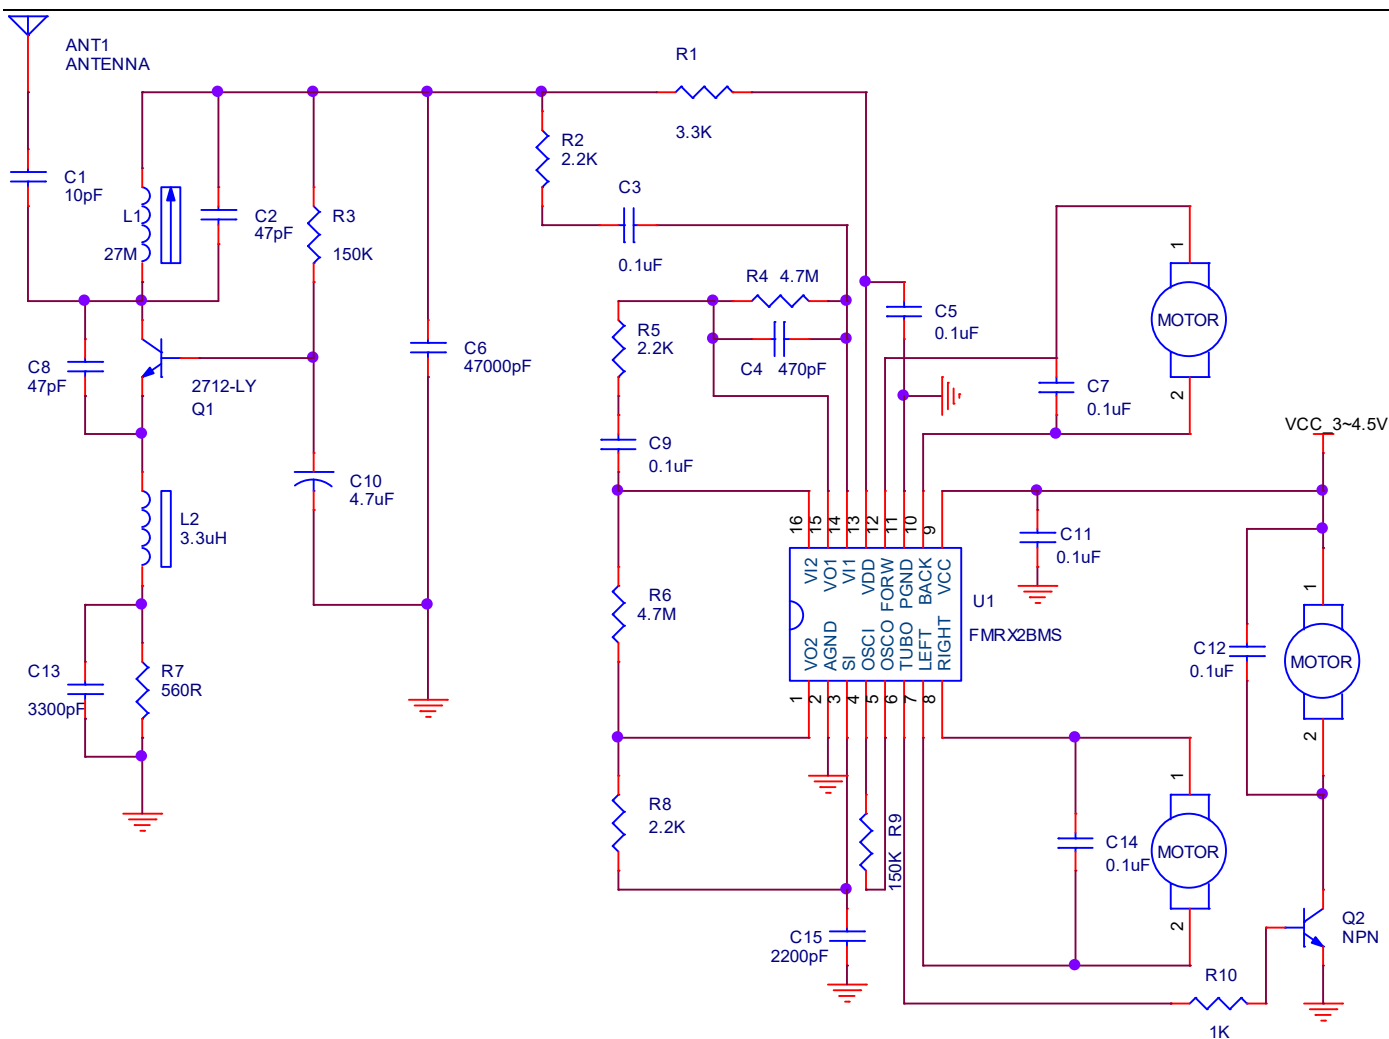 ANT1
ANTENNA
R1
3.3K
R2
2.2K
C3
0.1uF
C1
10pF
L1
27M
C2
47pF
R3
150K
R4 4.7M
C4 470pF
R5
2.2K
C5
0.1uF
1
MOTOR
2
C7
0.1uF
C8
47pF
2712-LY
Q1
C6
47000pF
C9
0.1uF
C10
4.7uF
VCC_3~4.5V
L2
3.3uH
C11
0.1uF
16 15 14 13 12 11 10 9
VI2 VO1 VI1 VDD FORW PGND BACK VCC
VO2 AGND SI OSCI OSCO TUBO LEFT RIGHT
1 2 3 4 5 6 7 8
U1
FMRX2BMS
R6
4.7M
1
C12
0.1uF
MOTOR
2
C13
3300pF
R7
560R
R8
2.2K
150K R9
1
C14
0.1uF
MOTOR
2
C15
2200pF
Q2
NPN
R10
1K